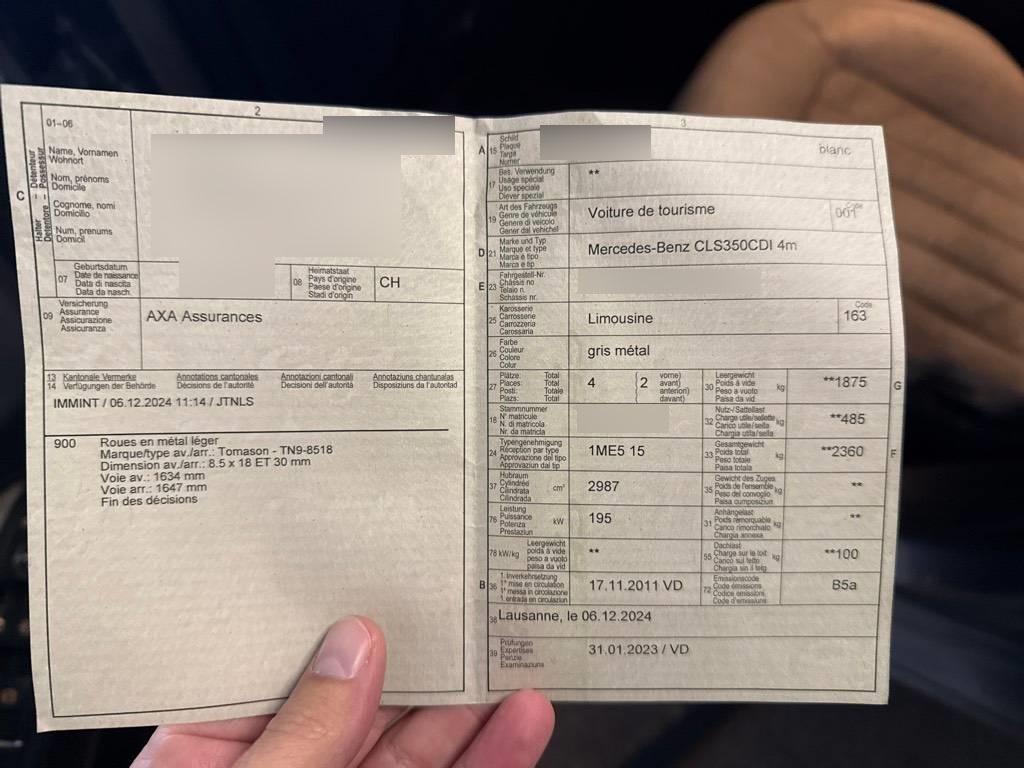 2
01–06
Name, Vornamen
Wohnort
Nom, prénoms
Domicile
Cognome, nomi
Domicilio
Num, prenums
Domicil
C
Halter – Détenteur
Detentore – Possessur
07
Geburtsdatum
Date de naissance
Data di nascita
Data da nasch.
08
Heimatstaat
Pays d'origine
Paese d'origine
Stadi d'origin
CH
09
Versicherung
Assurance
Assicurazione
Assicuranza
AXA Assurances
13 Kantonale Vermerke
14 Verfügungen der Behörde
Annotations cantonales
Décisions de l'autorité
Annotazioni cantonali
Decisioni dell'autorità
Annotaziuns chantunalas
Disposiziuns da l'autoritad
IMMINT / 06.12.2024 11:14 / JTNLS
900 Roues en métal léger
Marque/type av./arr.: Tomason - TN9-8518
Dimension av./arr.: 8.5 x 18 ET 30 mm
Voie av.: 1634 mm
Voie arr.: 1647 mm
Fin des décisions
3
A 15
Schild
Plaque
Targa
Numer
blanc
17
Bes. Verwendung
Usage spécial
Uso speciale
Diever spezial
**
19
Art des Fahrzeugs
Genre de véhicule
Genere di veicolo
Gener dal vehichel
Voiture de tourisme
Code
001
D 21
Marke und Typ
Marque et type
Marca e tipo
Marca e tip
Mercedes-Benz CLS350CDI 4m
E 23
Fahrgestell-Nr.
Châssis no
Telaio n.
Schassis nr.
25
Karosserie
Carrosserie
Carrozzeria
Carossaria
Limousine
Code
163
26
Farbe
Couleur
Colore
Colur
gris métal
27
Plätze: Total
Places: Total
Posti: Totale
Plazs: Total
4
( 2
vorne)
avant)
anteriori)
davant)
30
Leergewicht
Poids à vide
Peso a vuoto
Paisa da vid
kg
**1875
G
18
Stammnummer
N° matricule
N. di matricola
Nr. da matricla
32
Nutz-/Sattellast
Charge utile/sellette
Carico utile/sella
Chargia utila/sella
kg
**485
24
Typengenehmigung
Réception par type
Approvazione del tipo
Approvaziun dal tip
1ME5 15
33
Gesamtgewicht
Poids total
Peso totale
Paisa totala
kg
**2360
F
37
Hubraum
Cylindrée
Cilindrata
Cilindrada
cm³
2987
35
Gewicht des Zuges
Poids de l'ensemble
Peso del convoglio
Paisa cumposiziun
kg
**
76
Leistung
Puissance
Potenza
Prestaziun
kW
195
31
Anhängelast
Poids remorquable
Carico rimorchiato
Chargia annexa
kg
**
78 kW/kg
Leergewicht
poids à vide
peso a vuoto
paisa da vid
**
55
Dachlast
Charge sur le toit
Carico sul tetto
Chargia sin il tetg
kg
**100
B 36
1. Inverkehrsetzung
1re mise en circulation
1a messa in circolazione
1. entrada en circulaziun
17.11.2011 VD
72
Emissionscode
Code émissions
Codice emissioni
Code d'emissiuns
B5a
38
Lausanne, le 06.12.2024
39
Prüfungen
Expertises
Perizie
Examinaziuns
31.01.2023 / VD